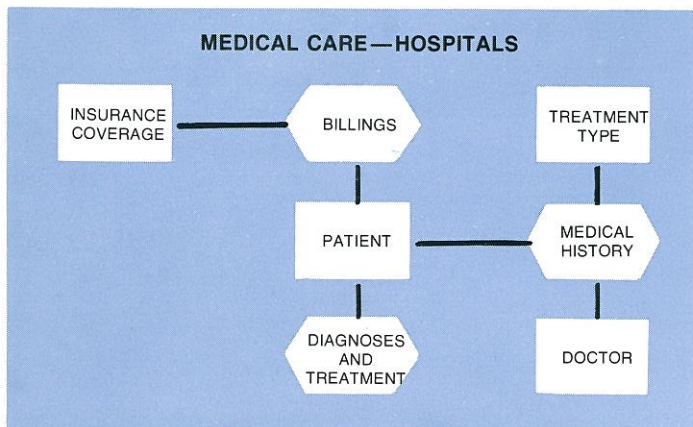 MEDICAL CARE—HOSPITALS
INSURANCE
COVERAGE
BILLINGS
TREATMENT
TYPE
PATIENT
MEDICAL
HISTORY
DIAGNOSES
AND
TREATMENT
DOCTOR